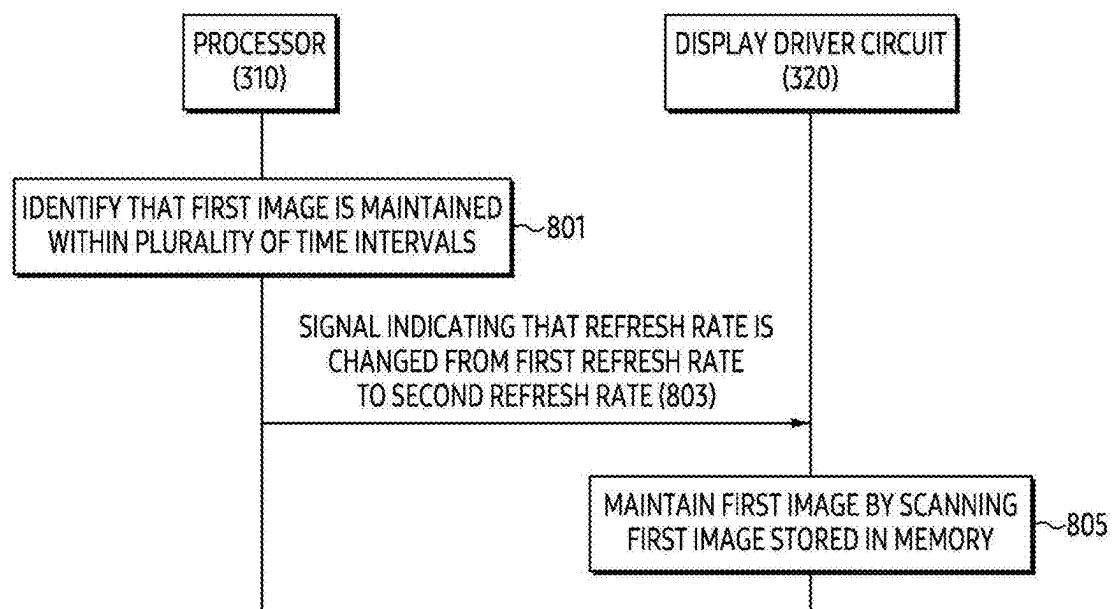 PROCESSOR
(310)
DISPLAY DRIVER CIRCUIT
(320)
IDENTIFY THAT FIRST IMAGE IS MAINTAINED
WITHIN PLURALITY OF TIME INTERVALS
801
SIGNAL INDICATING THAT REFRESH RATE IS
CHANGED FROM FIRST REFRESH RATE
TO SECOND REFRESH RATE (803)
MAINTAIN FIRST IMAGE BY SCANNING
FIRST IMAGE STORED IN MEMORY
805